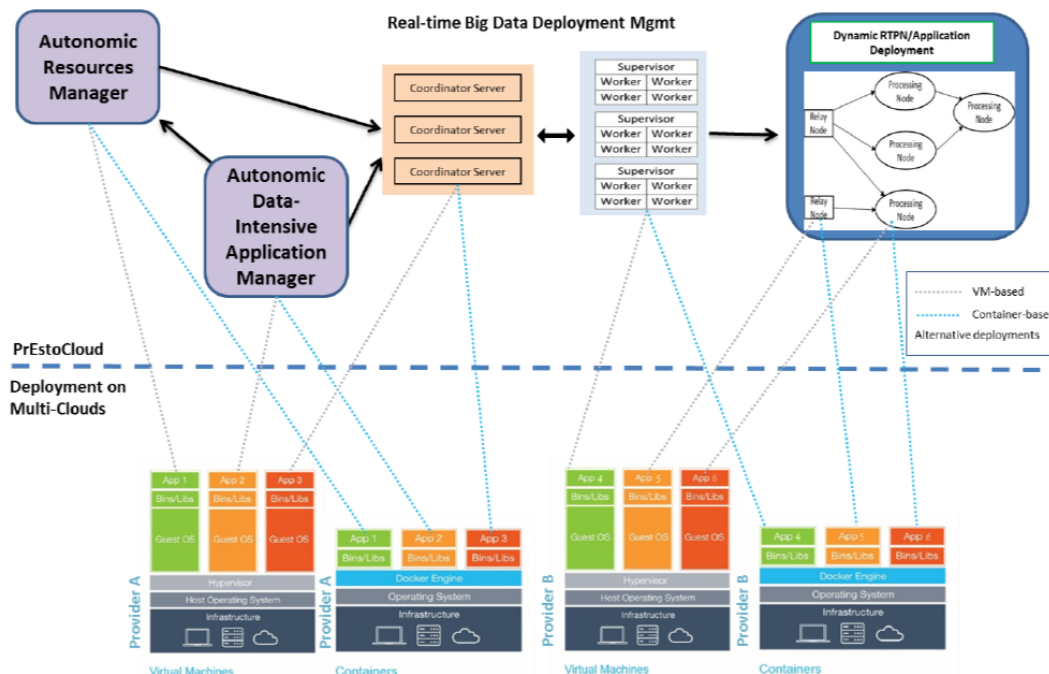 Real-time Big Data Deployment Mgmt
Autonomic
Resources
Manager
Autonomic
Data-
Intensive
Application
Manager
Coordinator Server
Coordinator Server
Coordinator Server
Supervisor
Worker Worker
Worker Worker
Supervisor
Worker Worker
Worker Worker
Supervisor
Worker Worker
Worker Worker
Dynamic RTPN/Application
Deployment
Processing
Node
Processing
Node
Relay
Node
Processing
Node
Relay
Node
Processing
Node
VM-based
Container-base
Alternative deployments
PrEstoCloud
Deployment on
Multi-Clouds
Provider A
App 1 App 2 App 3
Bins/Libs Bins/Libs Bins/Libs
Guest OS Guest OS Guest OS
Hypervisor
Host Operating System
Infrastructure
Virtual Machines
Provider A
App 1 App 2 App 3
Bins/Libs Bins/Libs Bins/Libs
Docker Engine
Operating System
Infrastructure
Containers
Provider B
App 4 App 5 App 6
Bins/Libs Bins/Libs Bins/Libs
Guest OS Guest OS Guest OS
Hypervisor
Host Operating System
Infrastructure
Virtual Machines
Provider B
App 4 App 5 App 6
Bins/Libs Bins/Libs Bins/Libs
Docker Engine
Operating System
Infrastructure
Containers